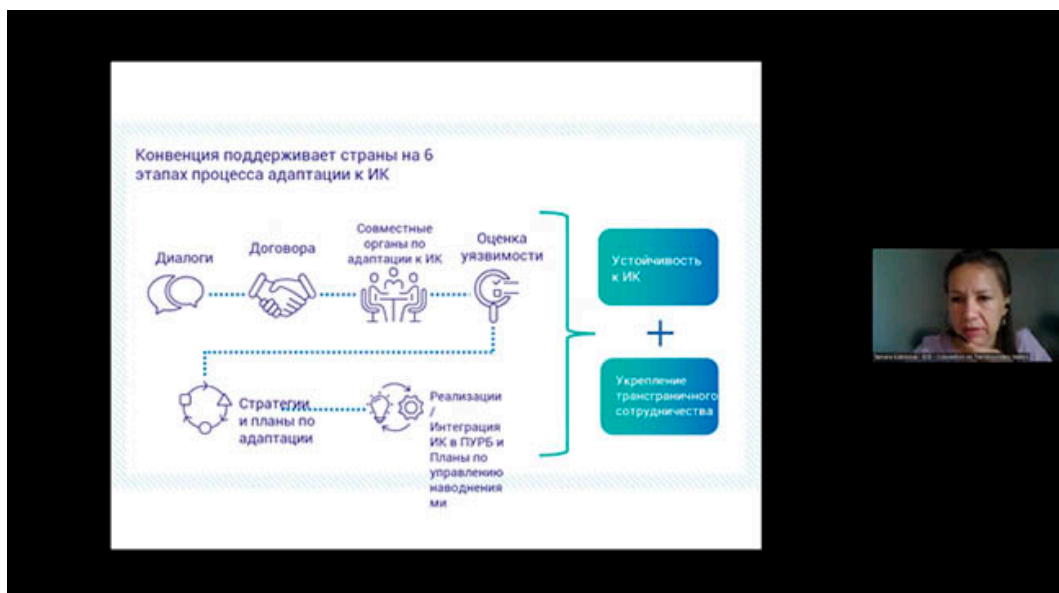 Конвенция поддерживает страны на 6
этапах процесса адаптации к ИК
Диалоги
Договора
Совместные
органы по
адаптации к ИК
Оценка
уязвимости
Стратегии
и планы по
адаптации
Реализации
/
Интеграция
ИК в ПУРБ и
Планы по
управлению
наводнения
ми
Устойчивость
к ИК
+
Укрепление
трансграничного
сотрудничества